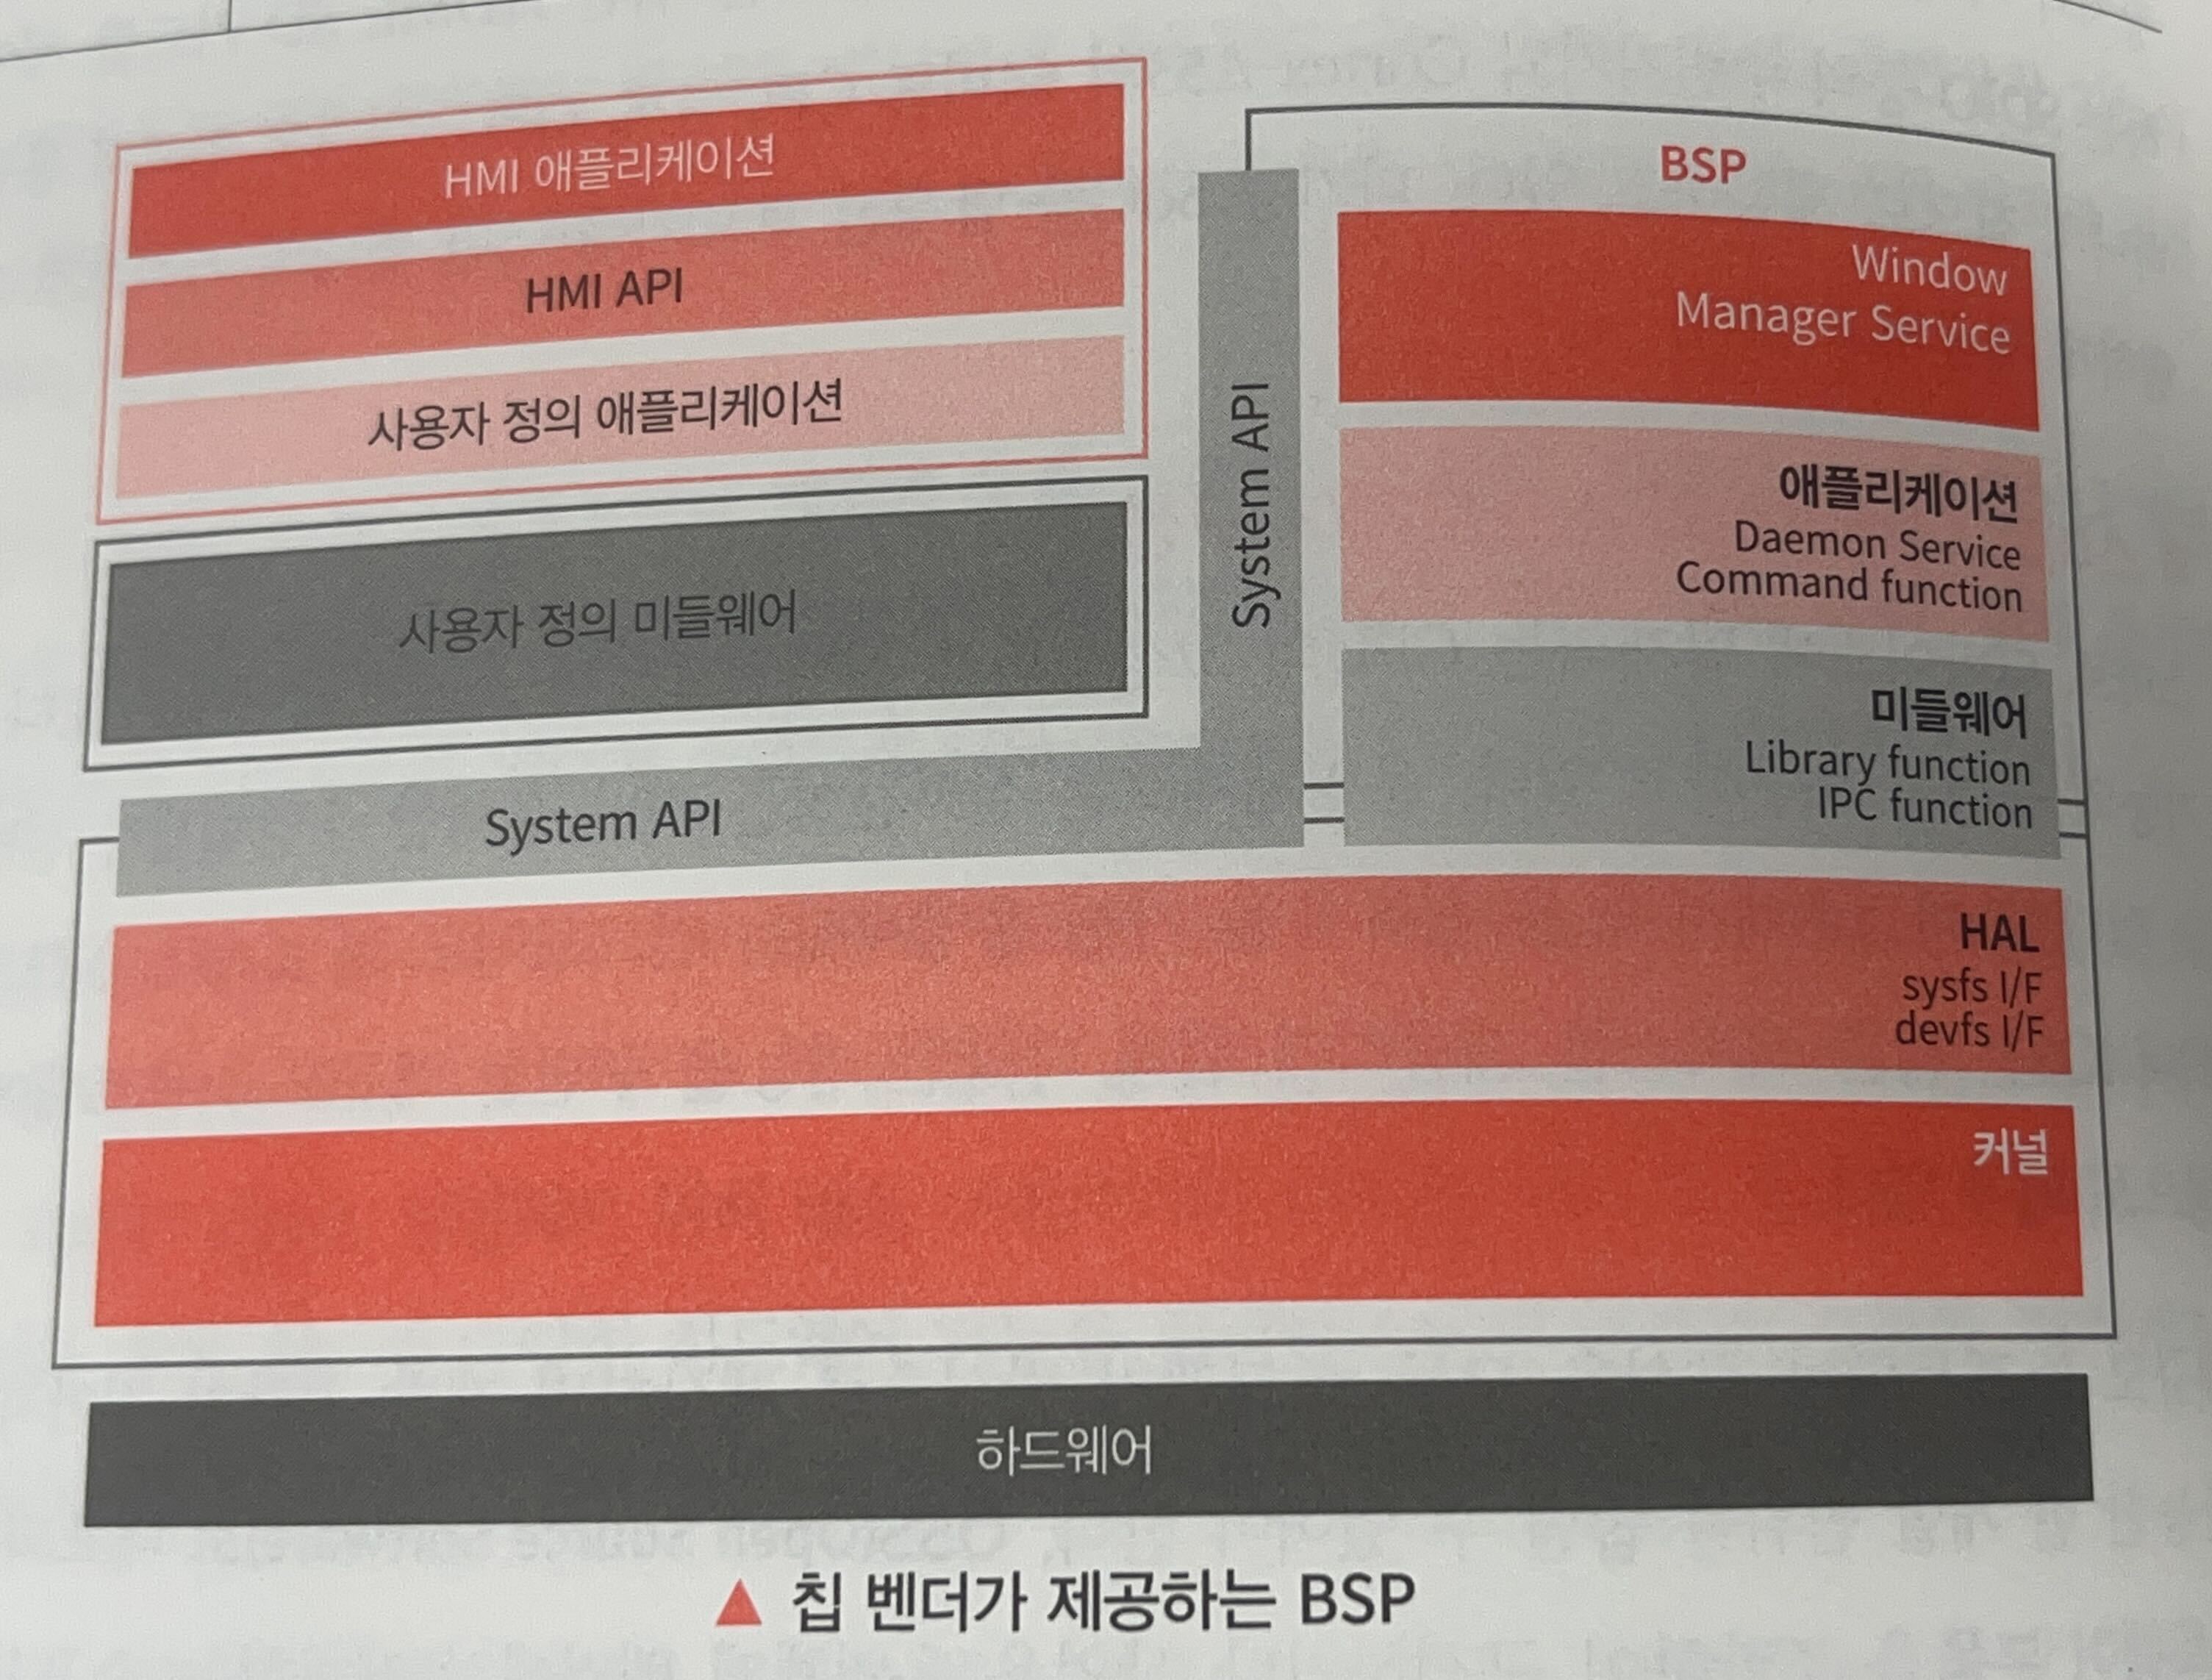 HMI 애플리케이션
HMI API
사용자 정의 애플리케이션
사용자 정의 미들웨어
System API
System API
BSP
Window
Manager Service
애플리케이션
Daemon Service
Command function
미들웨어
Library function
IPC function
HAL
sysfs I/F
devfs I/F
커널
하드웨어
▲ 칩 벤더가 제공하는 BSP